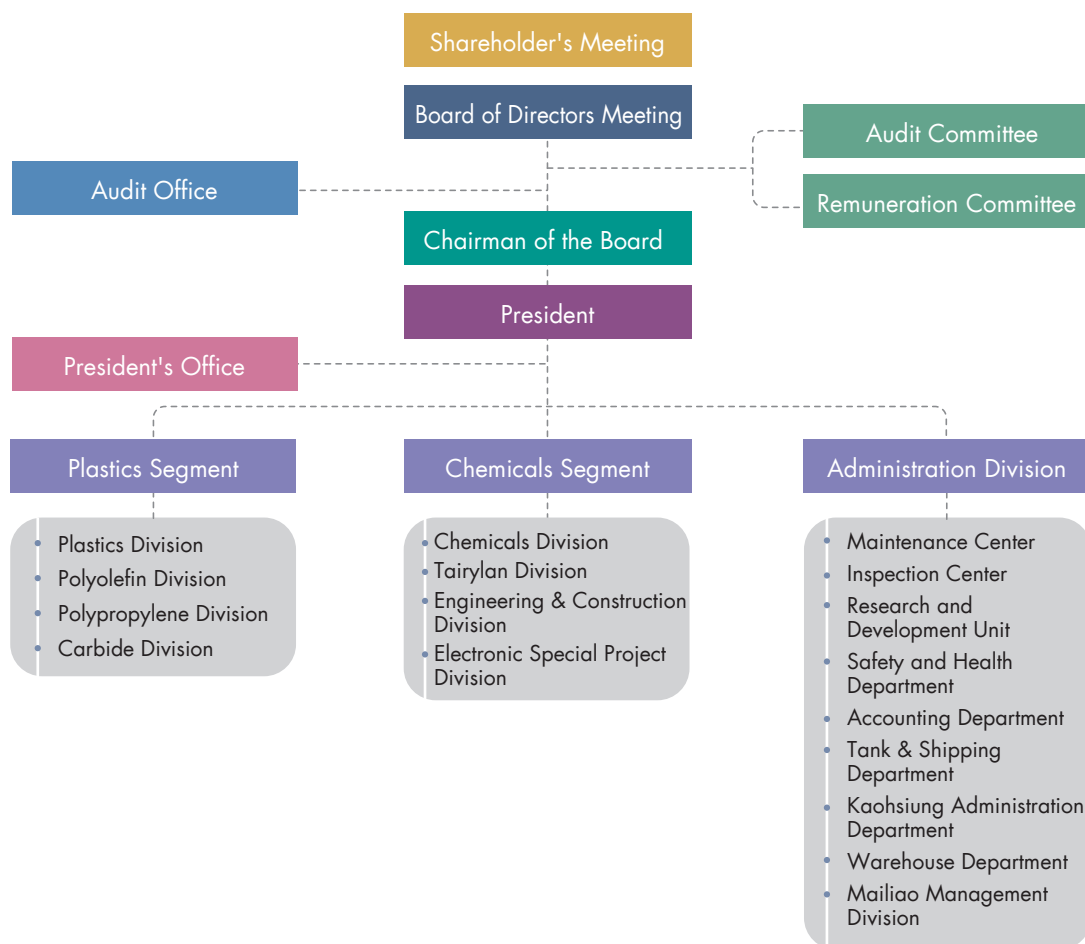 Shareholder's Meeting
Board of Directors Meeting
Audit Committee
Audit Office
Remuneration Committee
Chairman of the Board
President
President's Office
Plastics Segment
Chemicals Segment
Administration Division
Plastics Division
Polyolefin Division
Polypropylene Division
Carbide Division
Chemicals Division
Tairylan Division
Engineering & Construction
Division
Electronic Special Project
Division
Maintenance Center
Inspection Center
Research and
Development Unit
Safety and Health
Department
Accounting Department
Tank & Shipping
Department
Kaohsiung Administration
Department
Warehouse Department
Mailiao Management
Division